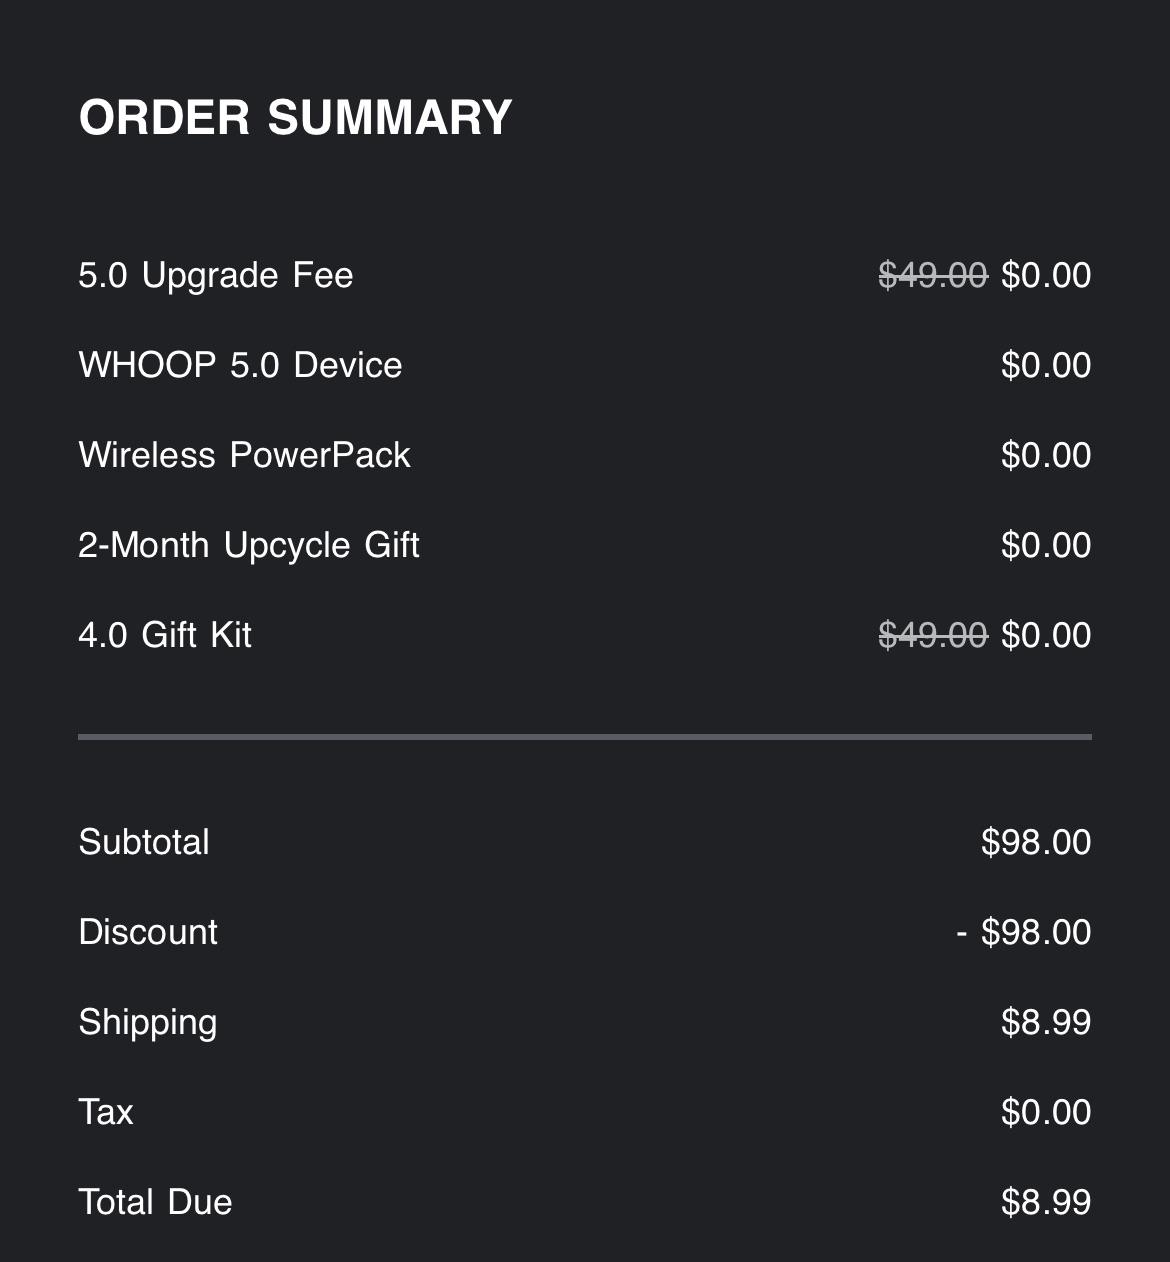 ORDER SUMMARY
5.0 Upgrade Fee $49.00 $0.00
WHOOP 5.0 Device $0.00
Wireless PowerPack $0.00
2-Month Upcycle Gift $0.00
4.0 Gift Kit $49.00 $0.00
Subtotal $98.00
Discount - $98.00
Shipping $8.99
Tax $0.00
Total Due $8.99